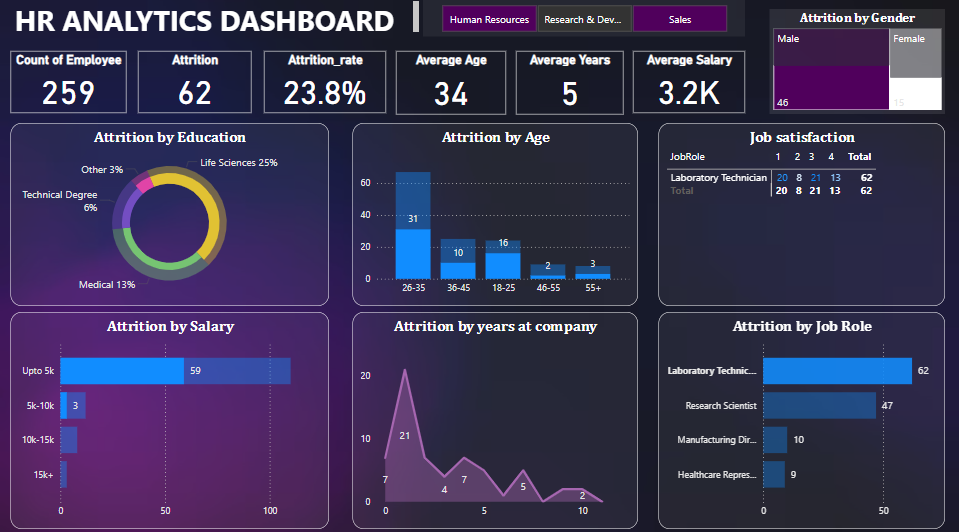 HR ANALYTICS DASHBOARD
Human Resources
Research & Dev...
Sales
Attrition by Gender
Male
Female
46
15
Count of Employee
259
Attrition
62
Attrition_rate
23.8%
Average Age
34
Average Years
5
Average Salary
3.2K
Attrition by Education
Life Sciences 25%
Other 3%
Technical Degree
6%
Medical 13%
Attrition by Age
60
40
20
0
31
10
16
2
3
26-35
36-45
18-25
46-55
55+
Job satisfaction
JobRole 1 2 3 4 Total
Laboratory Technician 20 8 21 13 62
Total 20 8 21 13 62
Attrition by Salary
Upto 5k
59
5k-10k
3
10k-15k
15k+
0
100
Attrition by years at company
20
10
0
7
21
4
7
5
2
0
5
10
Attrition by Job Role
Laboratory Technic...
62
Research Scientist
47
Manufacturing Dir...
10
Healthcare Repres...
9
0
50